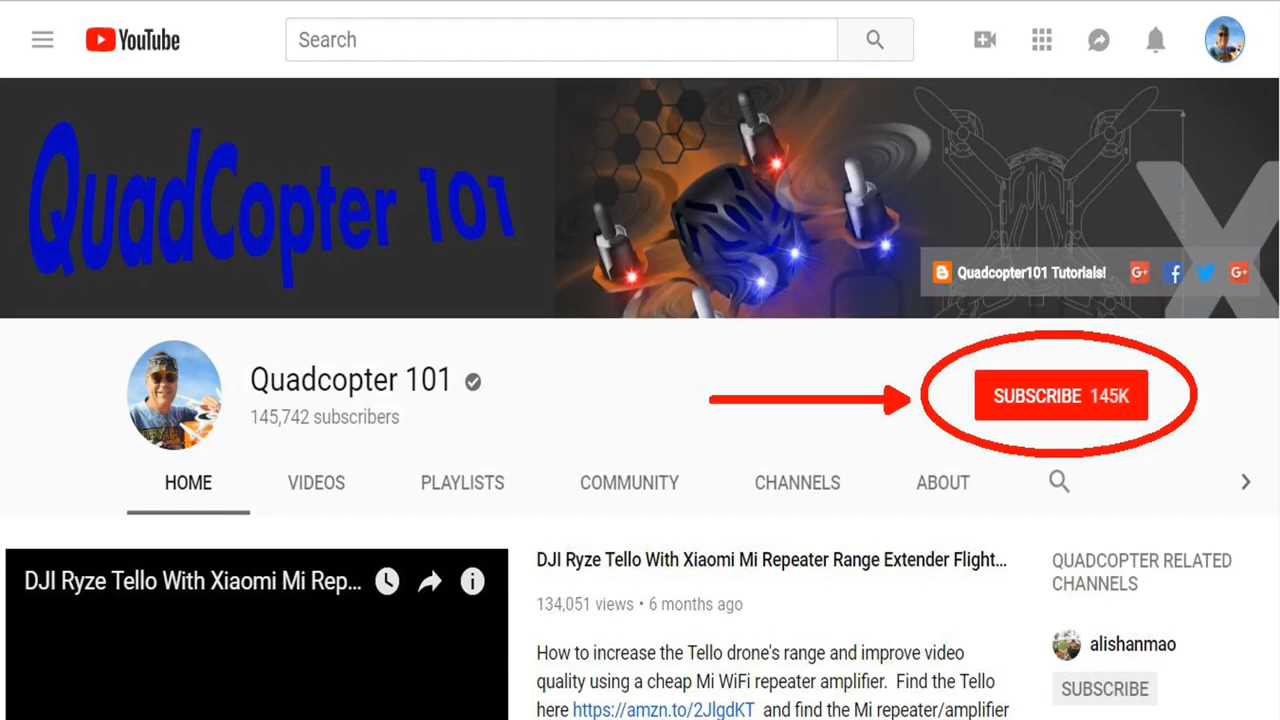 YouTube
Search
QuadCopter 101
X
Quadcopter101 Tutorials!
G+
f
G+
Quadcopter 101
145,742 subscribers
SUBSCRIBE 145K
HOME VIDEOS PLAYLISTS COMMUNITY CHANNELS ABOUT
DJI Ryze Tello With Xiaomi Mi Rep...
DJI Ryze Tello With Xiaomi Mi Repeater Range Extender Flight...
134,051 views • 6 months ago
How to increase the Tello drone's range and improve video
quality using a cheap Mi WiFi repeater amplifier. Find the Tello
here https://amzn.to/2JlgdKT and find the Mi repeater/amplifier
QUADCOPTER RELATED
CHANNELS
alishanmao
SUBSCRIBE